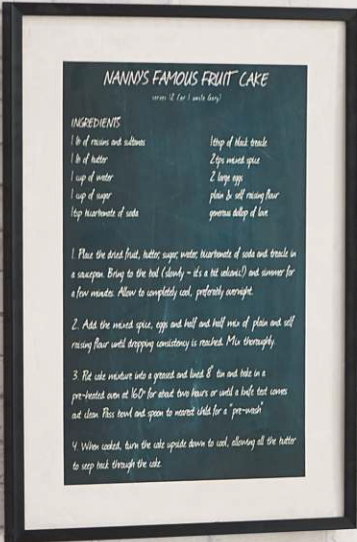 NANNY'S FAMOUS FRUIT CAKE
serves 12 (or 1 uncle Gary)
INGREDIENTS
1 lb of raisins and sultanas
1 lb of butter
1 cup of water
1 cup of sugar
1tsp bicarbonate of soda
1tbsp of black treacle
2tsps mixed spice
2 large eggs
plain & self raising flour
generous dollop of love
1. Place the dried fruit, butter, sugar, water, bicarbonate of soda and treacle in
a saucepan. Bring to the boil (slowly - it's a bit volcanic!) and simmer for
a few minutes. Allow to completely cool, preferably overnight.
2. Add the mixed spice, eggs and half and half mix of plain and self
raising flour until dropping consistency is reached. Mix thoroughly.
3. Put cake mixture into a greased and lined 8" tin and bake in a
pre-heated oven at 160° for about two hours or until a knife test comes
out clean. Pass bowl and spoon to nearest child for a "pre-wash"
4. When cooked, turn the cake upside down to cool, allowing all the butter
to seep back through the cake